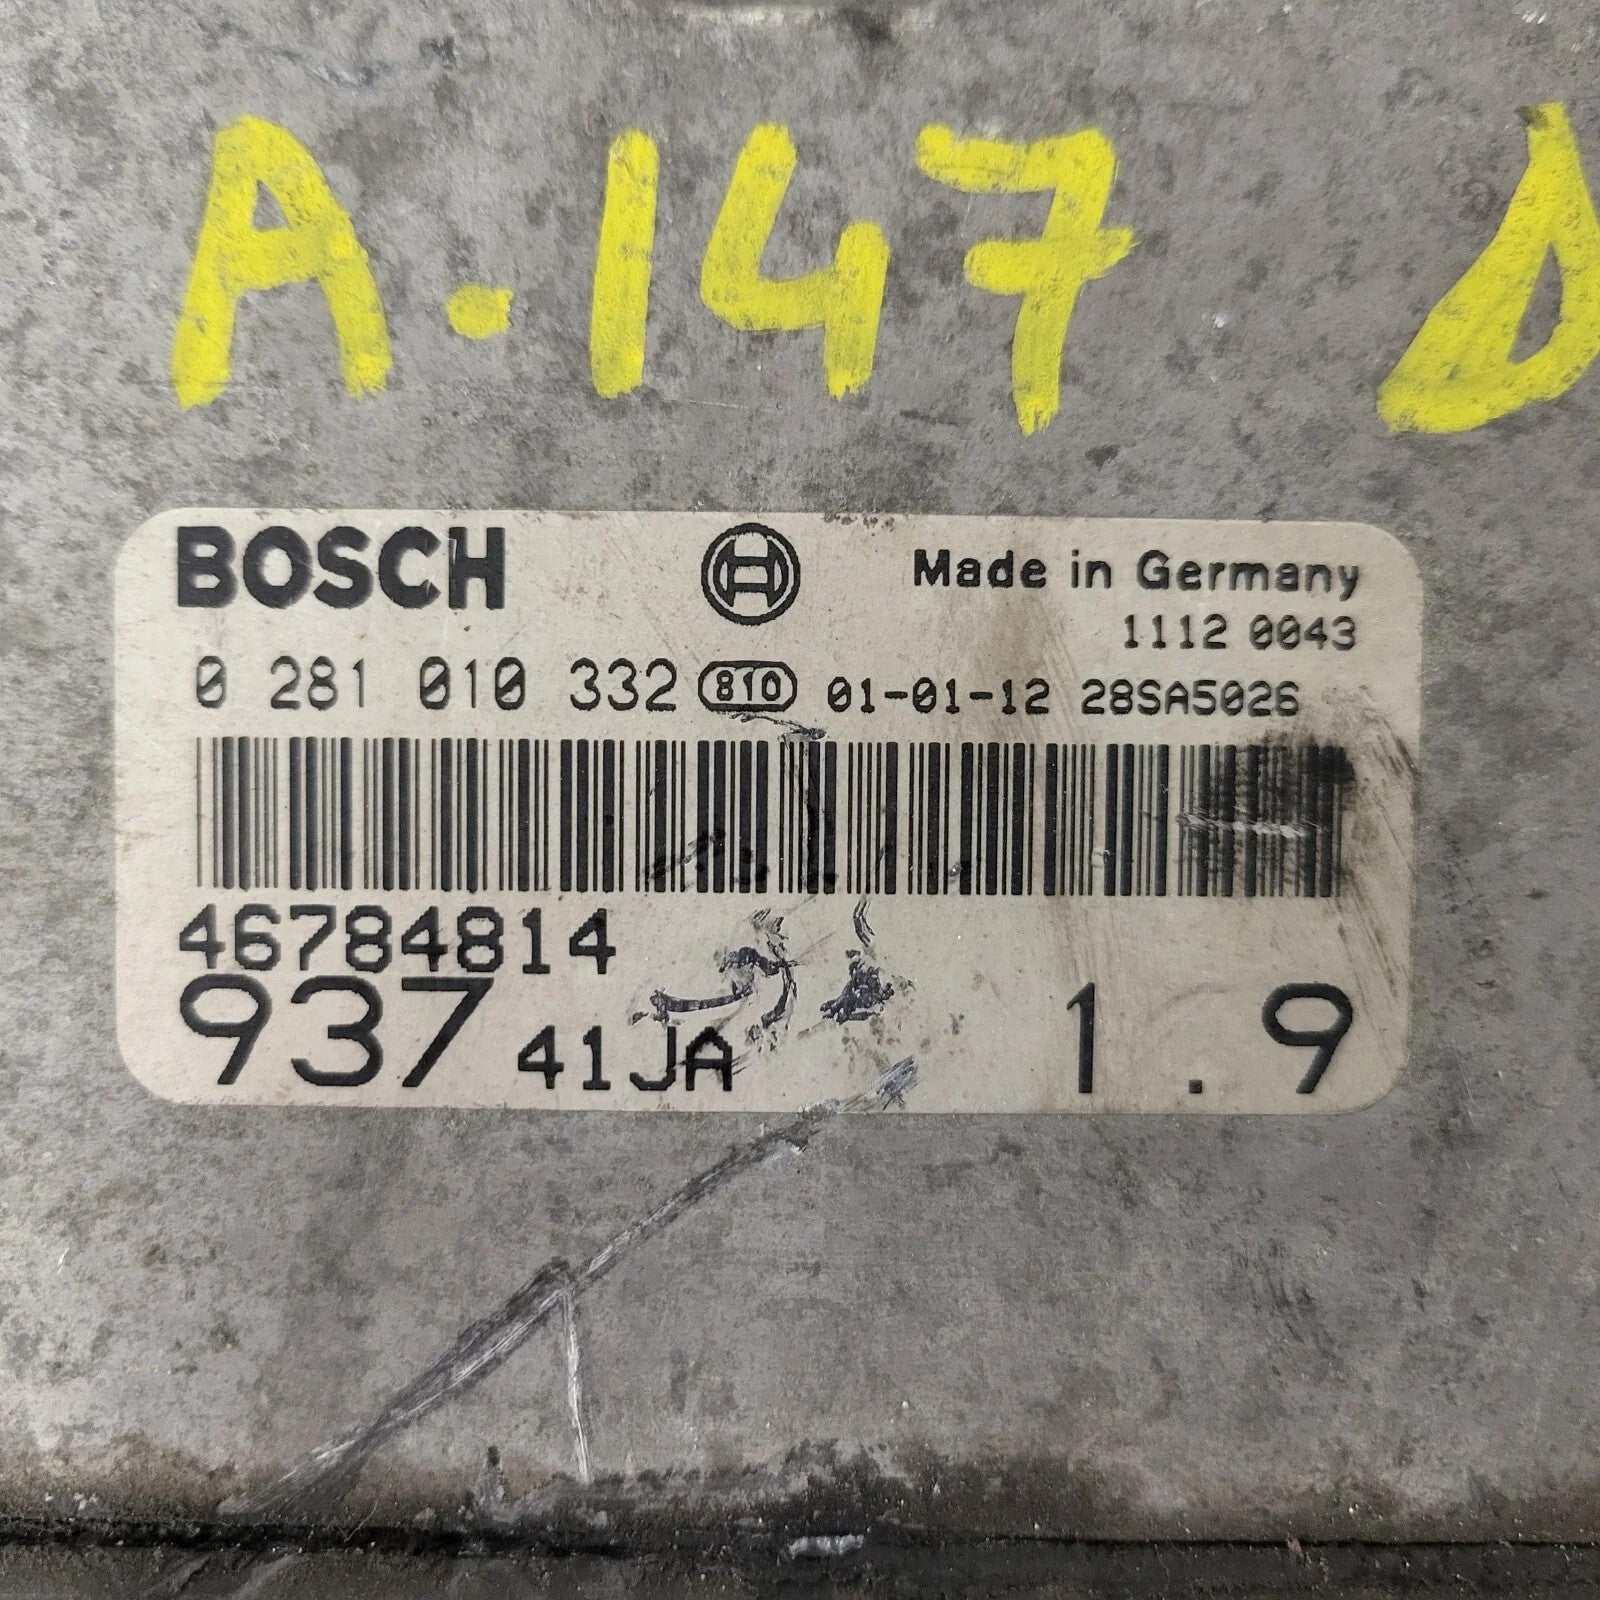 A.147 D
BOSCH Made in Germany
1112 0043
0 281 010 332 810 01-01-12 28SA5026
46784814
937 41JA 1.9